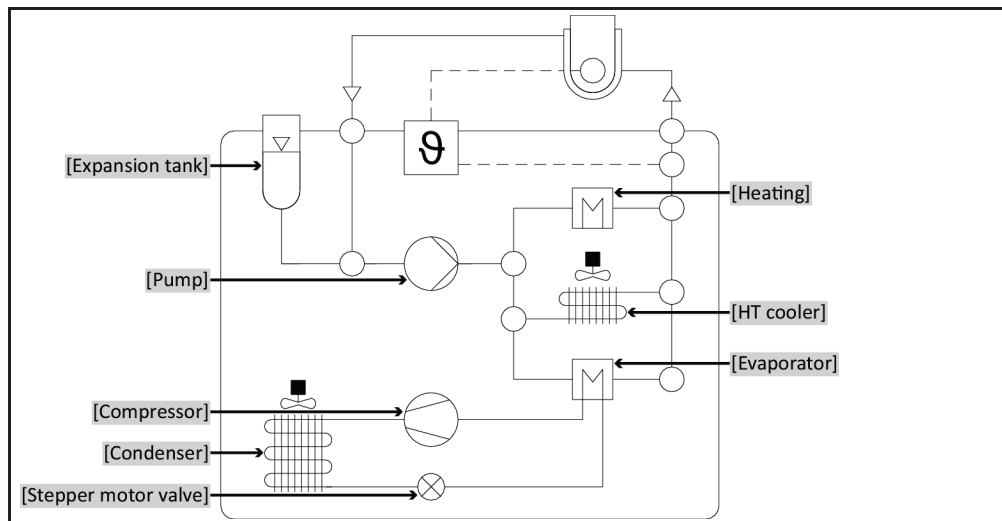 ϑ
[Expansion tank]
[Heating]
[Pump]
[HT cooler]
[Evaporator]
[Compressor]
[Condenser]
[Stepper motor valve]